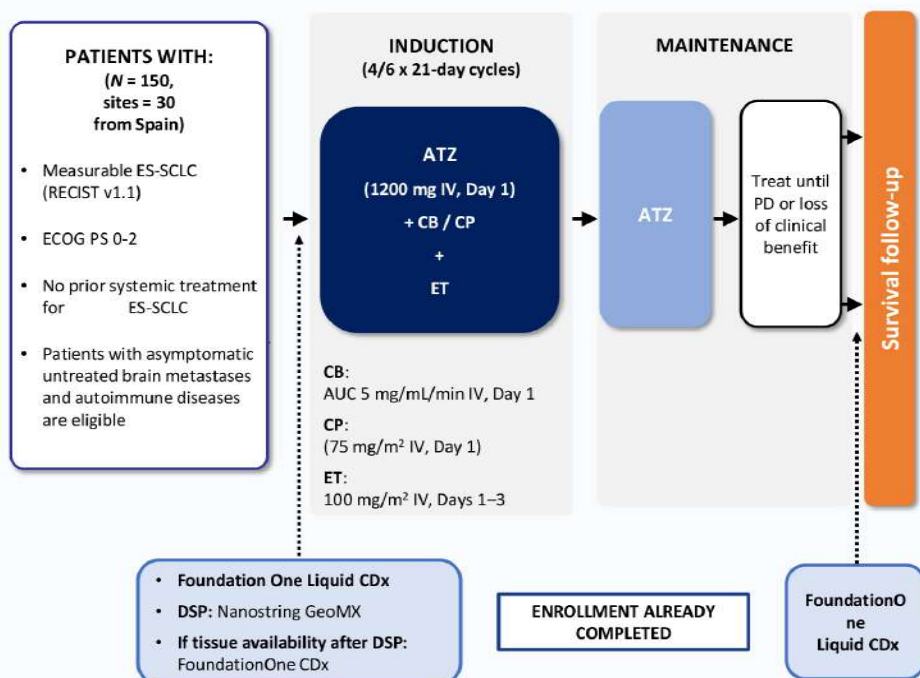 PATIENTS WITH:
(N = 150,
sites = 30
from Spain)
• Measurable ES-SCLC
(RECIST v1.1)
• ECOG PS 0-2
• No prior systemic treatment
for ES-SCLC
• Patients with asymptomatic
untreated brain metastases
and autoimmune diseases
are eligible
INDUCTION
(4/6 x 21-day cycles)
ATZ
(1200 mg IV, Day 1)
+ CB / CP
+
ET
CB:
AUC 5 mg/mL/min IV, Day 1
CP:
(75 mg/m² IV, Day 1)
ET:
100 mg/m² IV, Days 1–3
MAINTENANCE
ATZ
Treat until
PD or loss
of clinical
benefit
Survival follow-up
• Foundation One Liquid CDx
• DSP: Nanostring GeoMX
• If tissue availability after DSP:
FoundationOne CDx
ENROLLMENT ALREADY
COMPLETED
FoundationO
ne
Liquid CDx